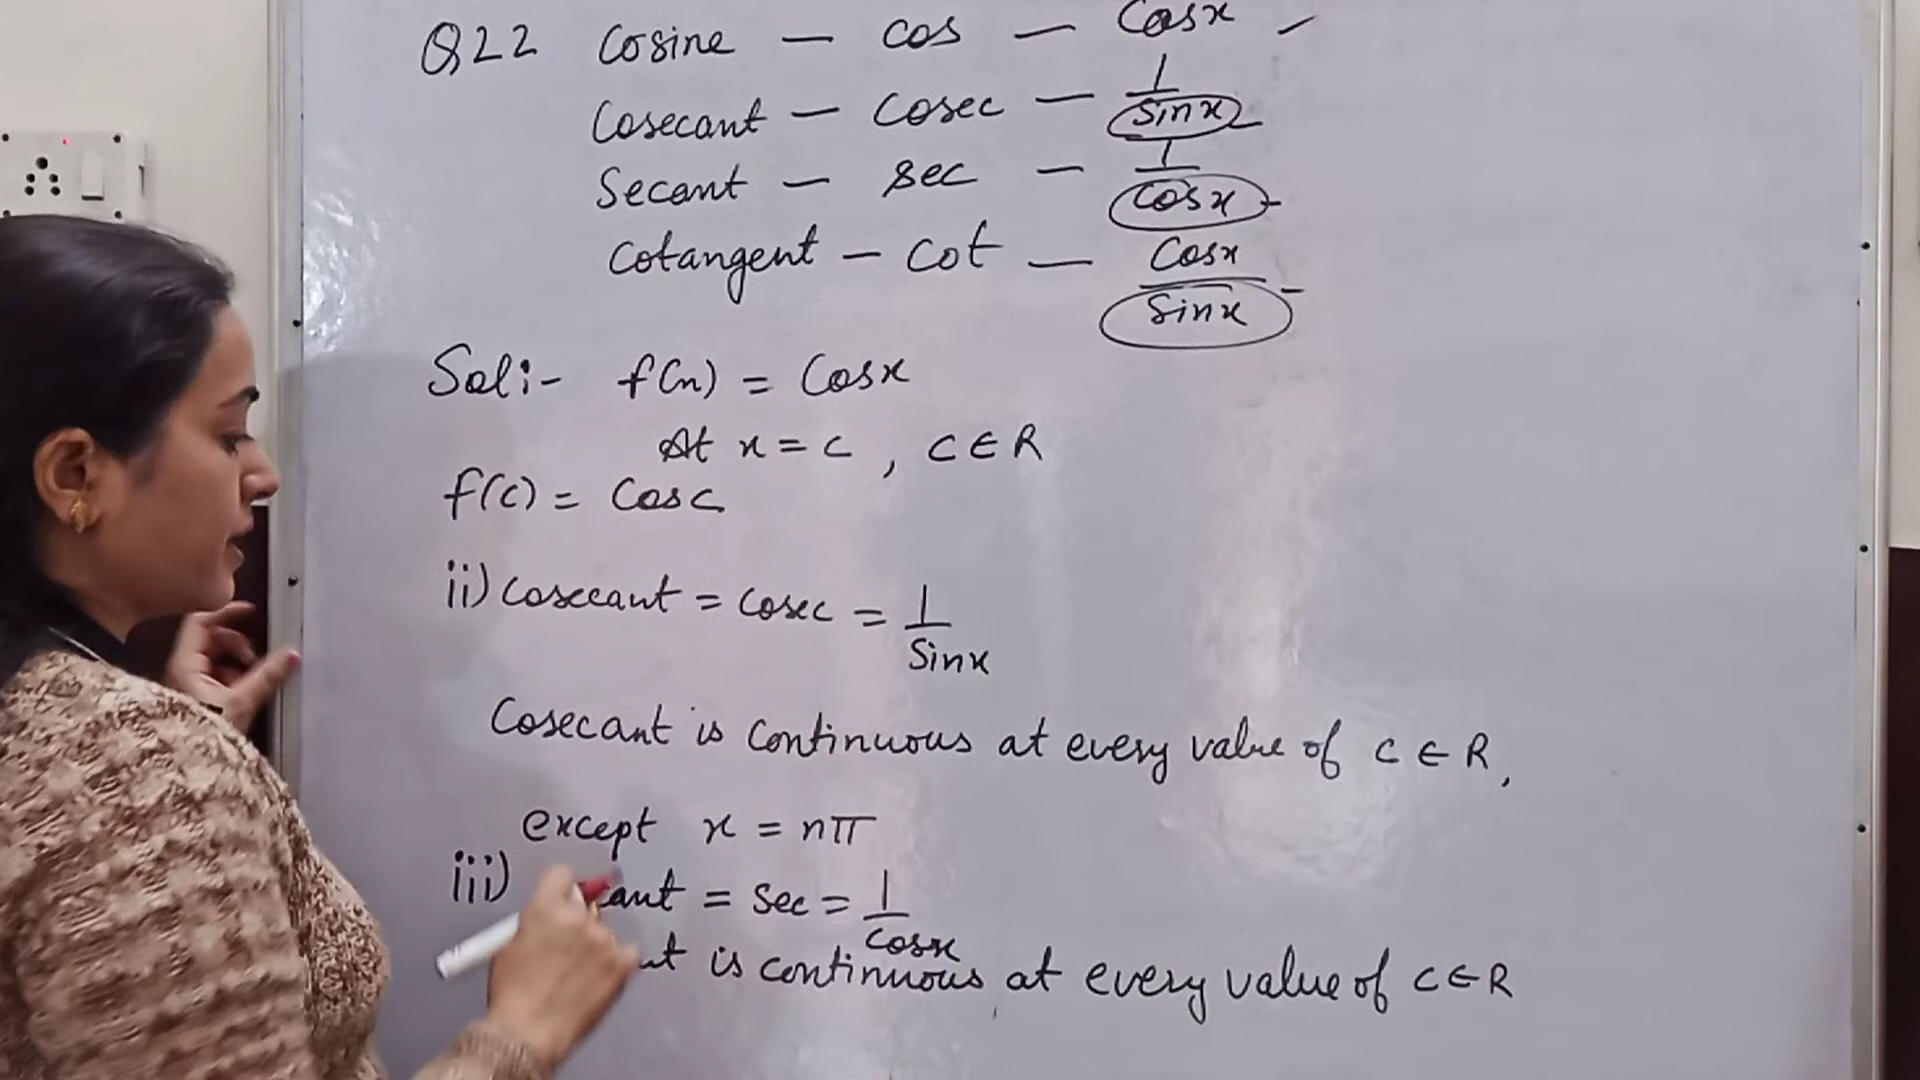 Q22 Cosine — cos — Cosx
Cosecant — Cosec — 1/sinx
Secant — sec — 1/cosx
Cotangent — cot — Cosx/Sinx
Sol:- f(x) = Cosx
At x = c, C∈R
f(c) = Cosc
ii) Cosecant = Cosec = 1/Sinx
Cosecant is continuous at every value of C∈R,
except x = nπ
iii) cant = Sec = 1/cosx
nt is continuous at every value of C∈R